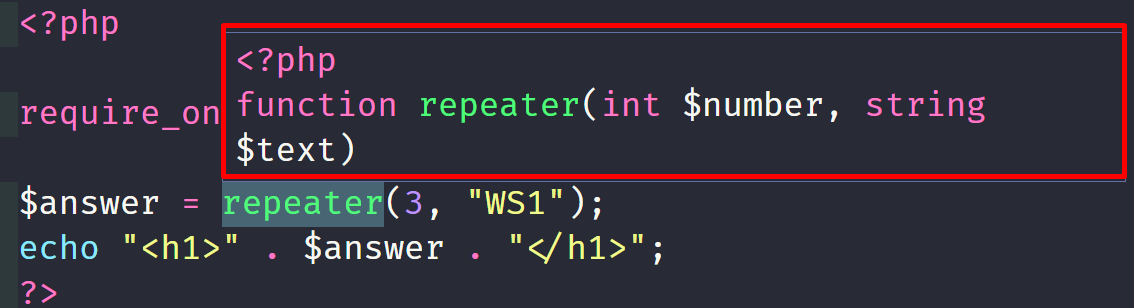 <?php
<?php
function repeater(int $number, string
$text)
require_on
$answer = repeater(3, "WS1");
echo "<h1>" . $answer . "</h1>";
?>